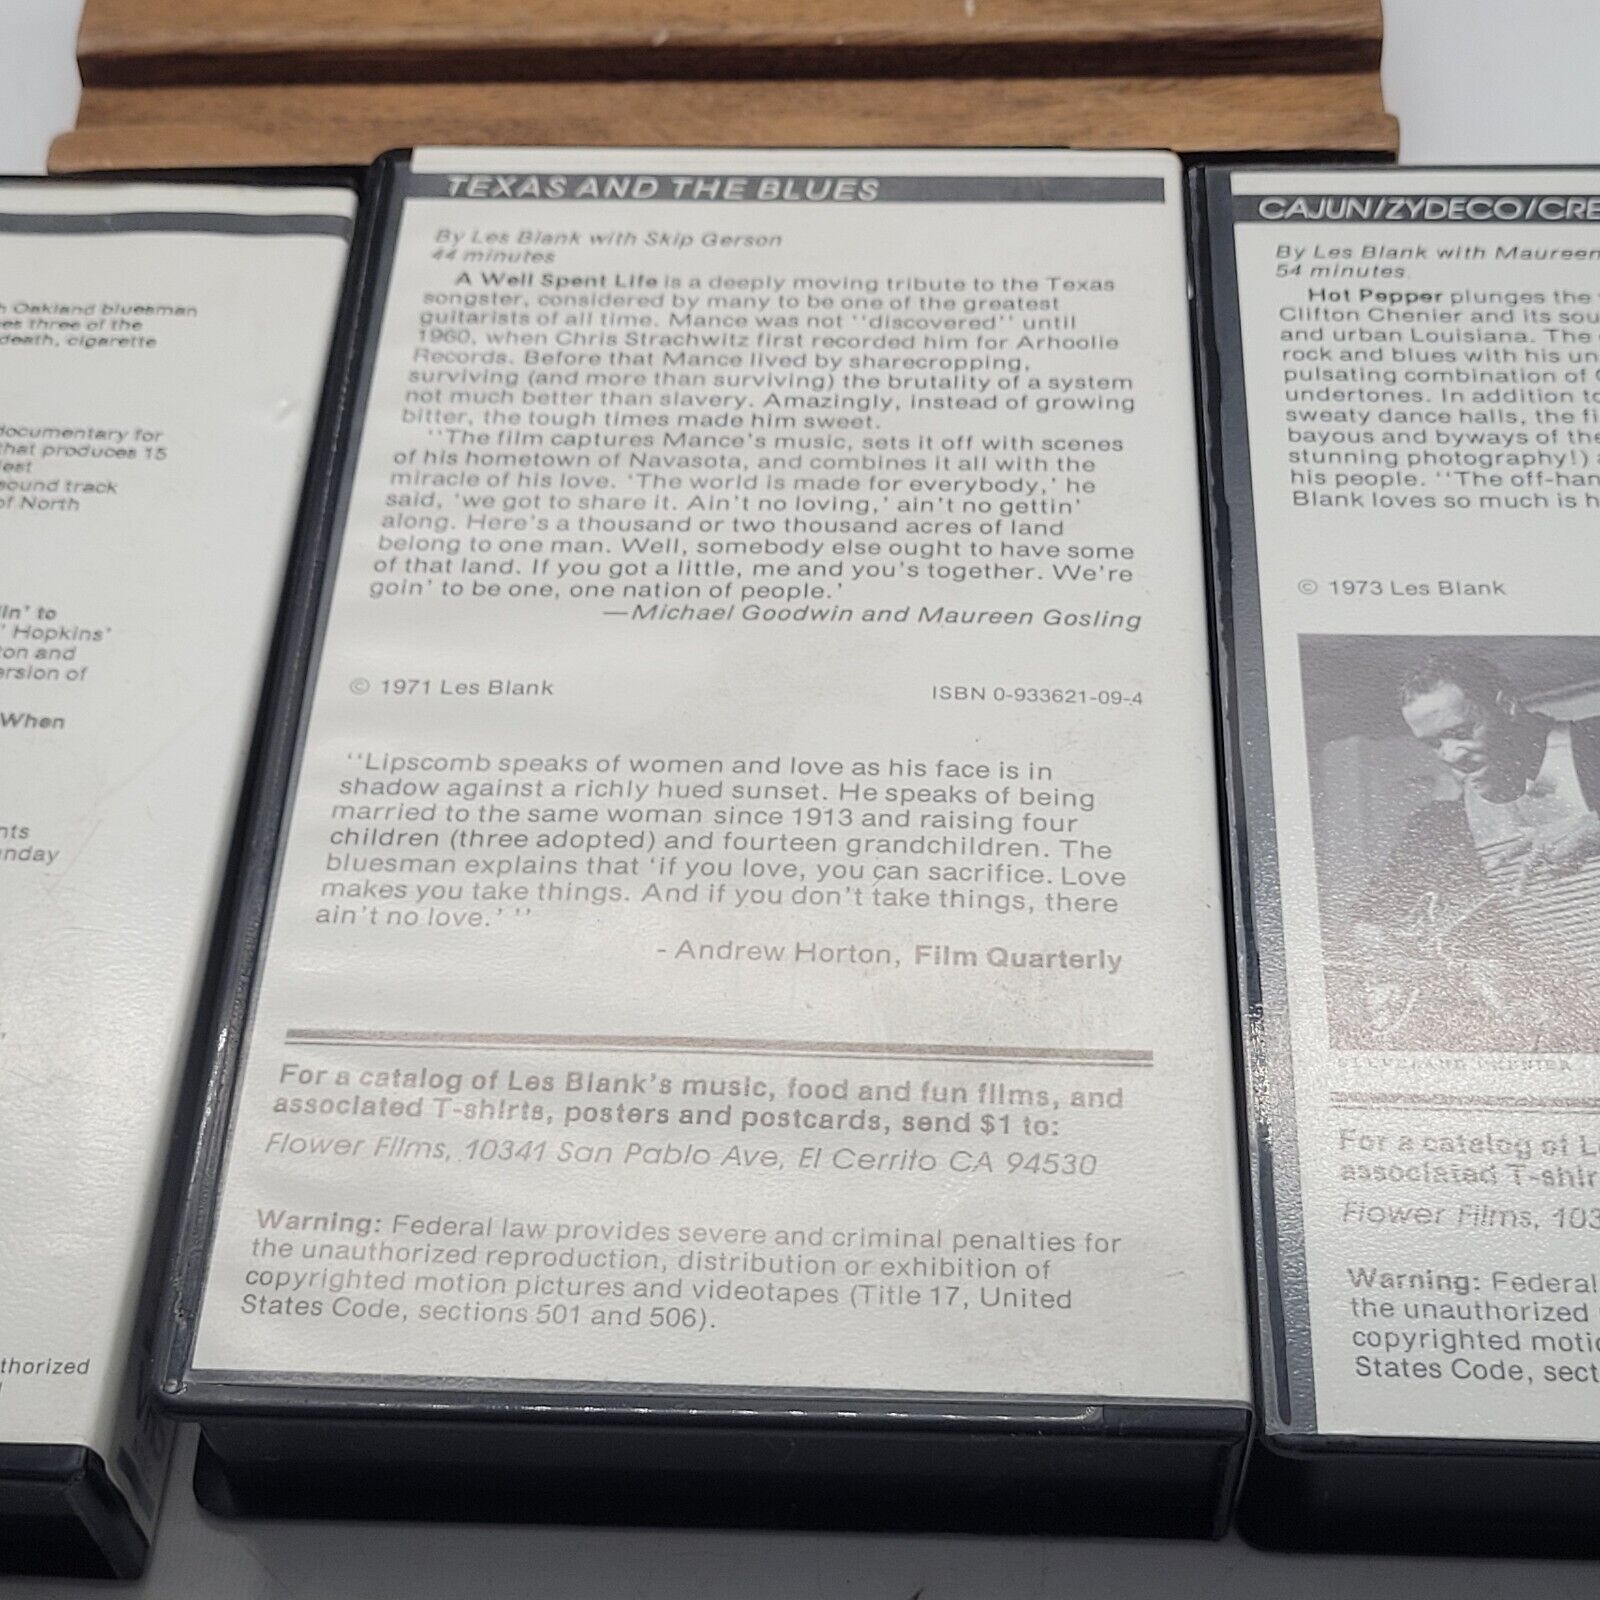 h Oakland bluesman
es three of the
death, cigarette
documentary for
that produces 15
est
sound track
of North
lin' to
' Hopkins'
ton and
ersion of
When
nts
unday
thorized
TEXAS AND THE BLUES
By Les Blank with Skip Gerson
44 minutes
A Well Spent Life is a deeply moving tribute to the Texas
songster, considered by many to be one of the greatest
guitarists of all time. Mance was not "discovered" until
1960, when Chris Strachwitz first recorded him for Arhoolie
Records. Before that Mance lived by sharecropping,
surviving (and more than surviving) the brutality of a system
not much better than slavery. Amazingly, instead of growing
bitter, the tough times made him sweet.
"The film captures Mance's music, sets it off with scenes
of his hometown of Navasota, and combines it all with the
miracle of his love. 'The world is made for everybody,' he
said, 'we got to share it. Ain't no loving,' ain't no gettin'
along. Here's a thousand or two thousand acres of land
belong to one man. Well, somebody else ought to have some
of that land. If you got a little, me and you's together. We're
goin' to be one, one nation of people.'
—Michael Goodwin and Maureen Gosling
© 1971 Les Blank ISBN 0-933621-09-4
"Lipscomb speaks of women and love as his face is in
shadow against a richly hued sunset. He speaks of being
married to the same woman since 1913 and raising four
children (three adopted) and fourteen grandchildren. The
bluesman explains that 'if you love, you can sacrifice. Love
makes you take things. And if you don't take things, there
ain't no love.' "
- Andrew Horton, Film Quarterly
For a catalog of Les Blank's music, food and fun films, and
associated T-shirts, posters and postcards, send $1 to:
Flower Films, 10341 San Pablo Ave, El Cerrito CA 94530
Warning: Federal law provides severe and criminal penalties for
the unauthorized reproduction, distribution or exhibition of
copyrighted motion pictures and videotapes (Title 17, United
States Code, sections 501 and 506).
CAJUN/ZYDECO/CRE
By Les Blank with Maureen
54 minutes
Hot Pepper plunges the
Clifton Chenier and its sou
and urban Louisiana. The
rock and blues with his un
pulsating combination of
undertones. In addition to
sweaty dance halls, the fi
bayous and byways of the
stunning photography!)
his people. "The off-han
Blank loves so much is h
© 1973 Les Blank
CLEVELAND CHENIER
For a catalog of L
associated T-shir
Flower Films, 103
Warning: Federal
the unauthorized
copyrighted moti
States Code, sect